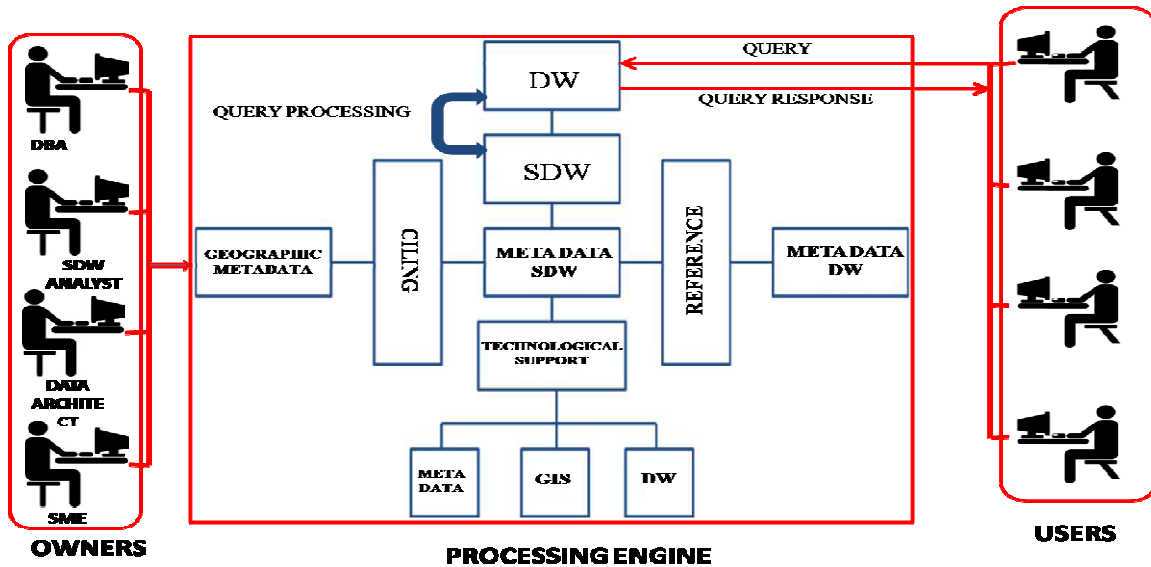 DBA
SDW
ANALYST
DATA
ARCHITE
CT
SME
OWNERS
QUERY
QUERY RESPONSE
QUERY PROCESSING
DW
SDW
GEOGRAPHIC
METADATA
CILING
META DATA
SDW
REFERENCE
META DATA
DW
TECHNOLOGICAL
SUPPORT
META
DATA
GIS
DW
PROCESSING ENGINE
USERS